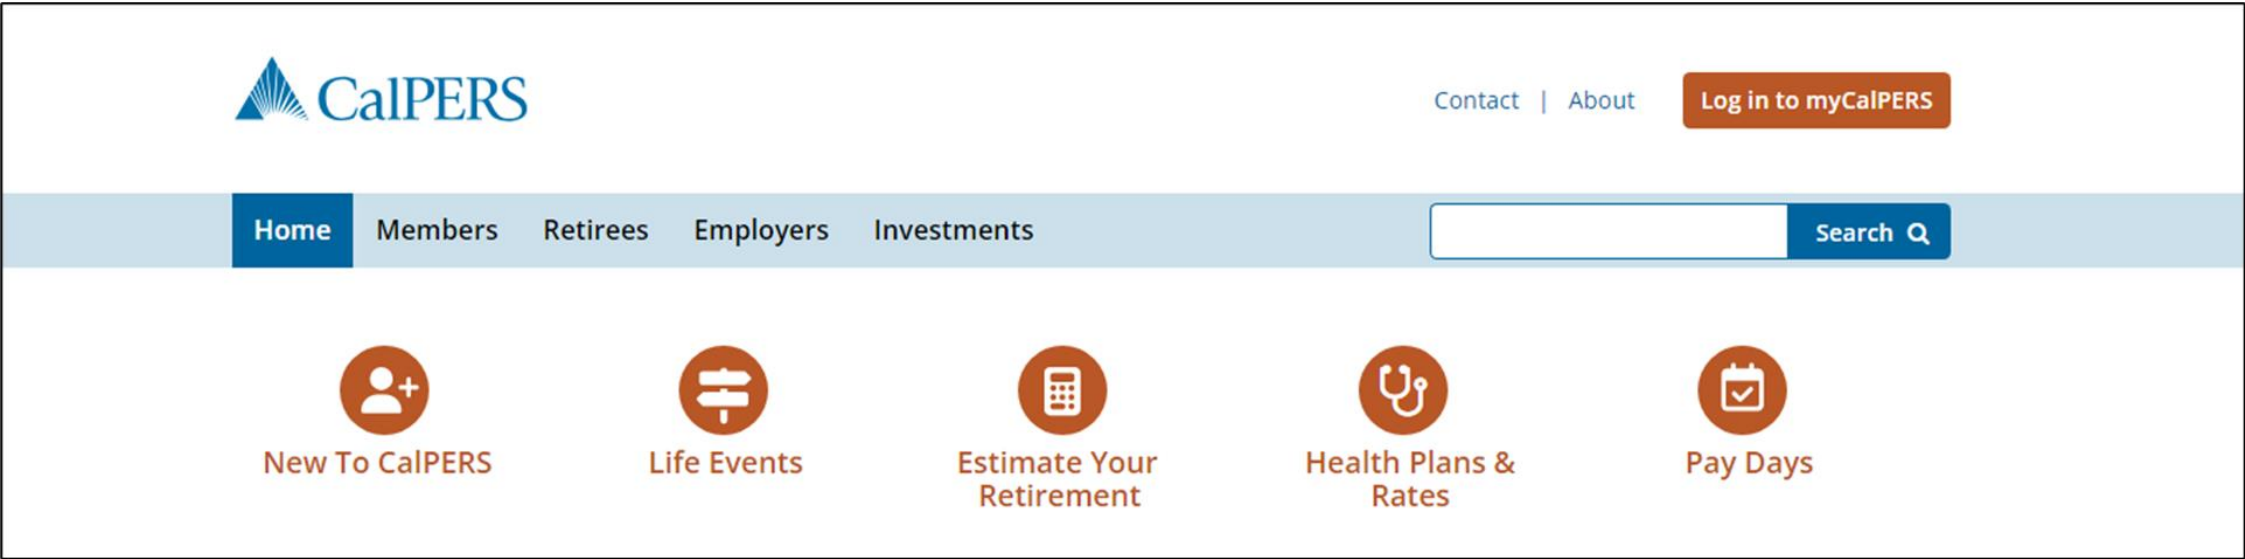 CalPERS
Contact | About
Log in to myCalPERS
Home Members Retirees Employers Investments
Search
New To CalPERS
Life Events
Estimate Your
Retirement
Health Plans &
Rates
Pay Days